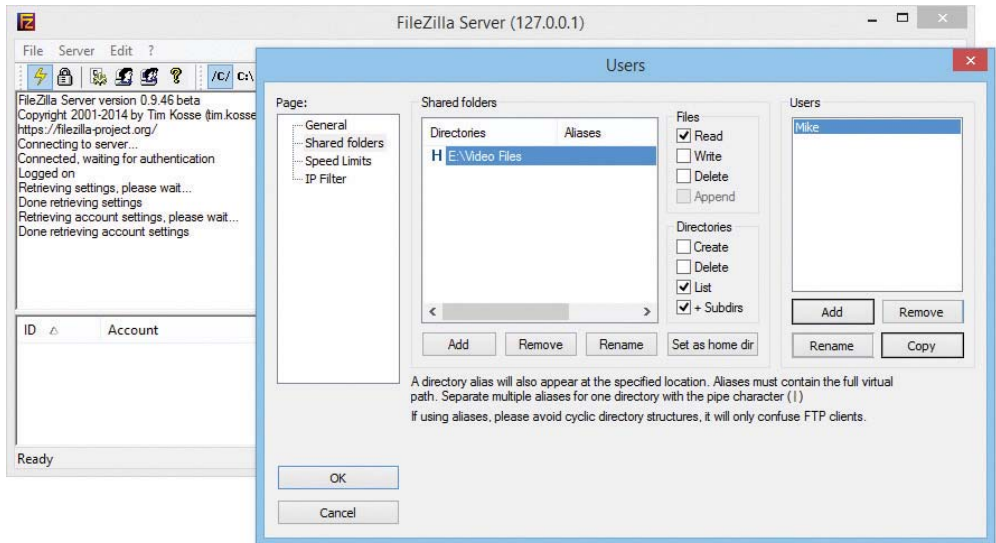 FileZilla Server (127.0.0.1)
File Server Edit ?
/C/ C:\
FileZilla Server version 0.9.46 beta
Copyright 2001-2014 by Tim Kosse (tim.kosse
https://filezilla-project.org/
Connecting to server...
Connected, waiting for authentication
Logged on
Retrieving settings, please wait...
Done retrieving settings
Retrieving account settings, please wait...
Done retrieving account settings
ID Account
Ready
Users
Page:
General
Shared folders
Speed Limits
IP Filter
OK
Cancel
Shared folders
Directories Aliases
H E:\Video Files
Files
Read
Write
Delete
Append
Directories
Create
Delete
List
+ Subdirs
Add Remove Rename Set as home dir
Users
Mike
Add Remove
Rename Copy
A directory alias will also appear at the specified location. Aliases must contain the full virtual
path. Separate multiple aliases for one directory with the pipe character (|)
If using aliases, please avoid cyclic directory structures, it will only confuse FTP clients.